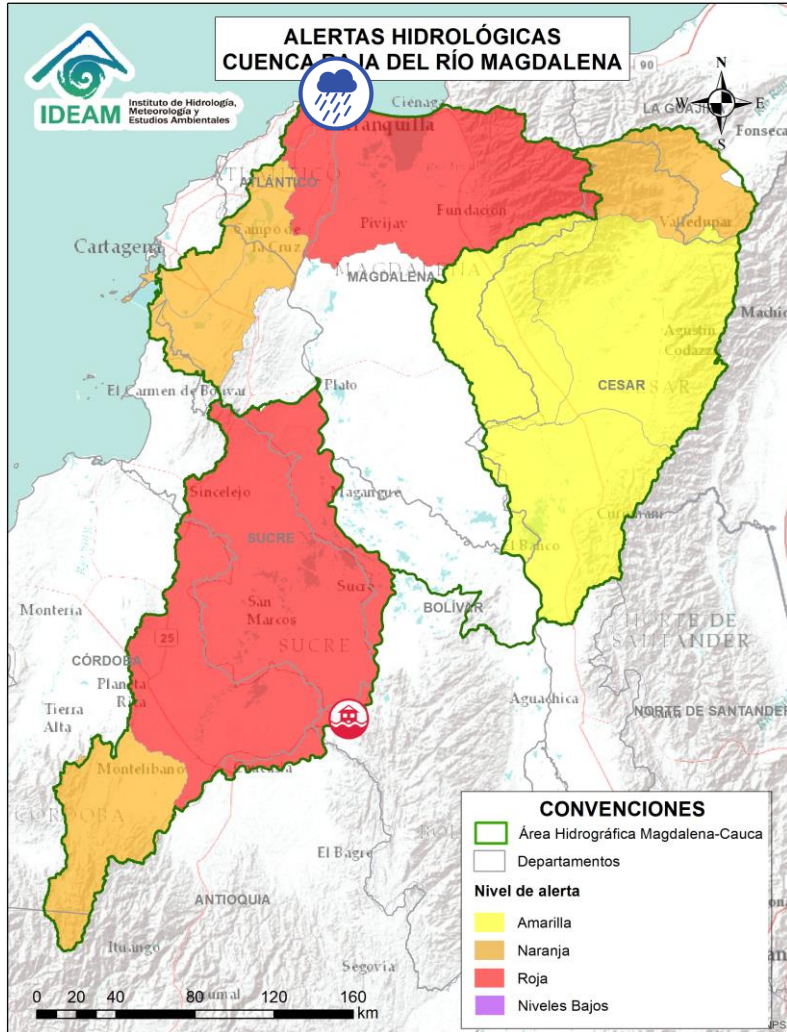 ALERTAS HIDROLÓGICAS
CUENCA BAJA DEL RÍO MAGDALENA
IDEAM
Instituto de Hidrología,
Meteorología y
Estudios Ambientales
N
W
E
S
90
Ciénaga
LA GUAJIRA
Fonseca
ATLÁNTICO
Pivijay
Fundación
Valledupar
Cartagena
Campo de
la Cruz
MAGDALENA
MAGDALENA
Agustín
Codazzi
CESAR
El Carmen de Bolívar
Plato
Sincelejo
Magangué
SUCRE
El Banco
Sucre
San
Marcos
BOLÍVAR
SUCRE
Montería
25
CÓRDOBA
Planeta
Rica
Tierra
Alta
NORTE DE
SANTANDER
Aguachica
NORTE DE SANTANDER
Montelíbano
CÓRDOBA
El Bagre
ANTIOQUIA
Ituango
Segovia
0 20 40 80 120 160
km
CONVENCIONES
Área Hidrográfica Magdalena-Cauca
Departamentos
Nivel de alerta
Amarilla
Naranja
Roja
Niveles Bajos